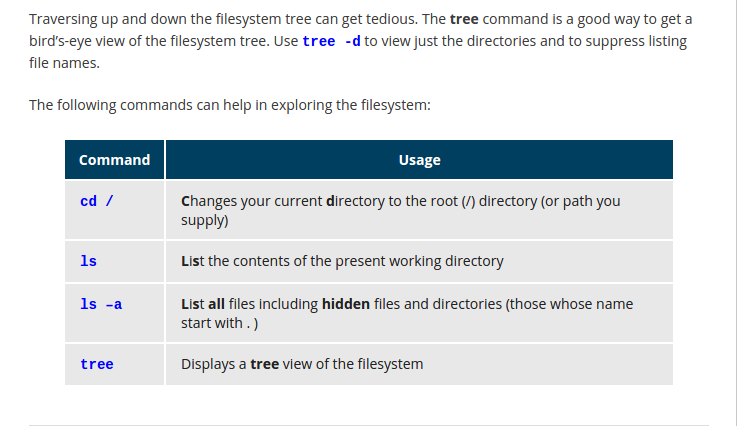 Traversing up and down the filesystem tree can get tedious. The tree command is a good way to get a
bird’s-eye view of the filesystem tree. Use tree -d to view just the directories and to suppress listing
file names.
The following commands can help in exploring the filesystem:
Command Usage
cd / Changes your current directory to the root (/) directory (or path you
supply)
ls List the contents of the present working directory
ls –a List all files including hidden files and directories (those whose name
start with . )
tree Displays a tree view of the filesystem